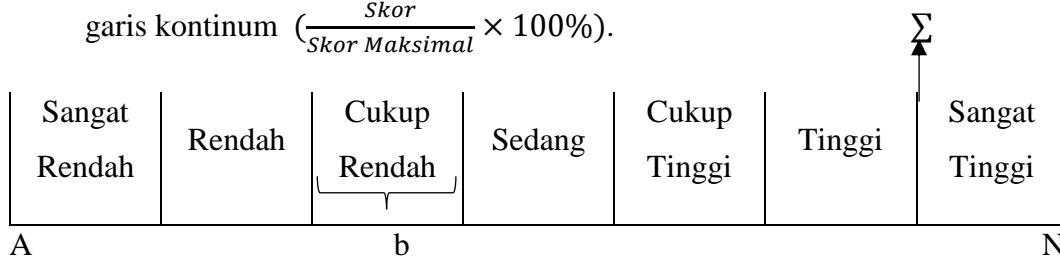 garis kontinum (Skor/Skor Maksimal × 100%).
Σ
Sangat Rendah
Rendah
Cukup Rendah
Sedang
Cukup Tinggi
Tinggi
Sangat Tinggi
A b N